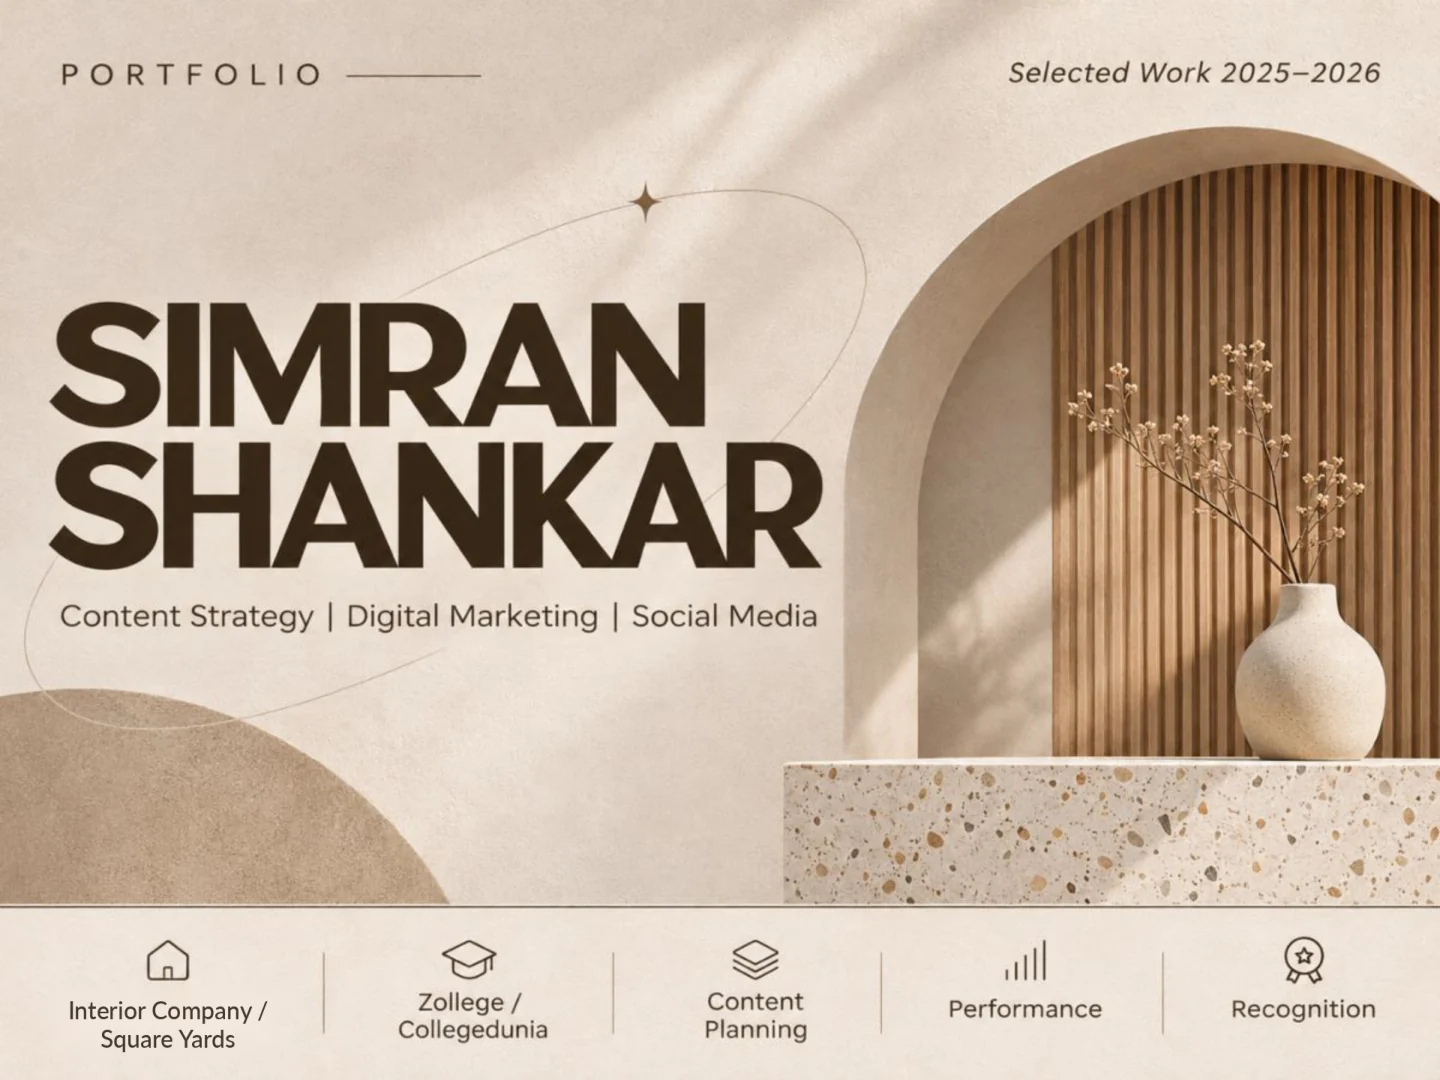 PORTFOLIO
Selected Work 2025–2026
SIMRAN
SHANKAR
Content Strategy | Digital Marketing | Social Media
Interior Company /
Square Yards
Zollege /
Collegedunia
Content
Planning
Performance
Recognition